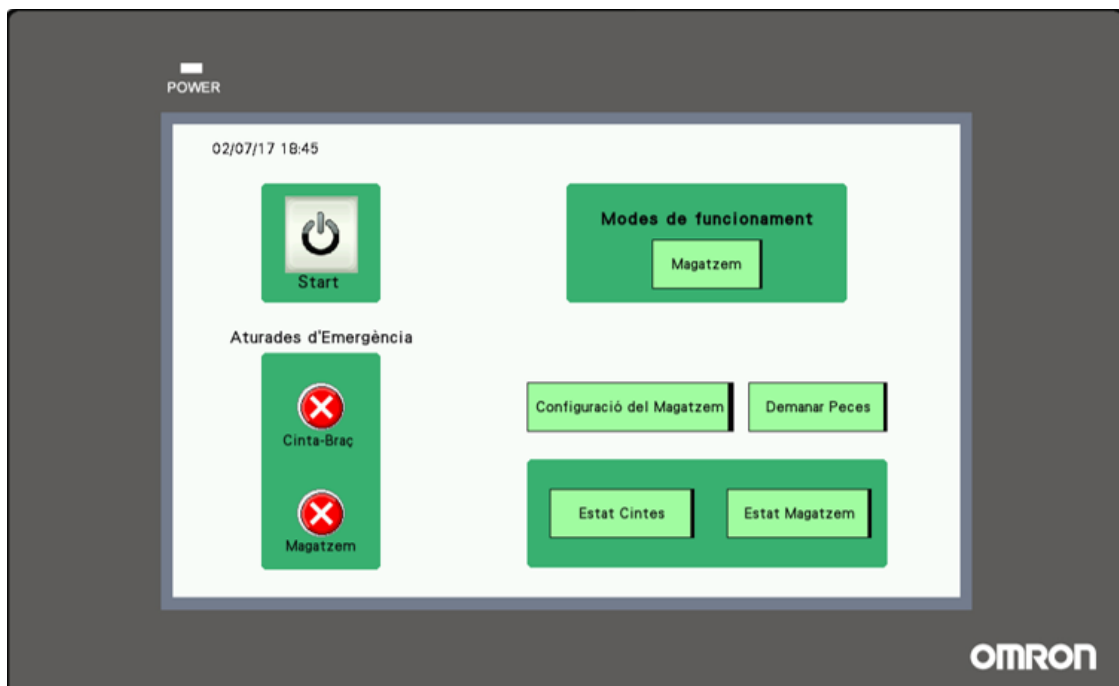 POWER
02/07/17 18:45
Start
Modes de funcionament
Magatzem
Aturades d'Emergència
Cinta-Braç
Magatzem
Configuració del Magatzem
Demanar Peces
Estat Cintes
Estat Magatzem
OMRON